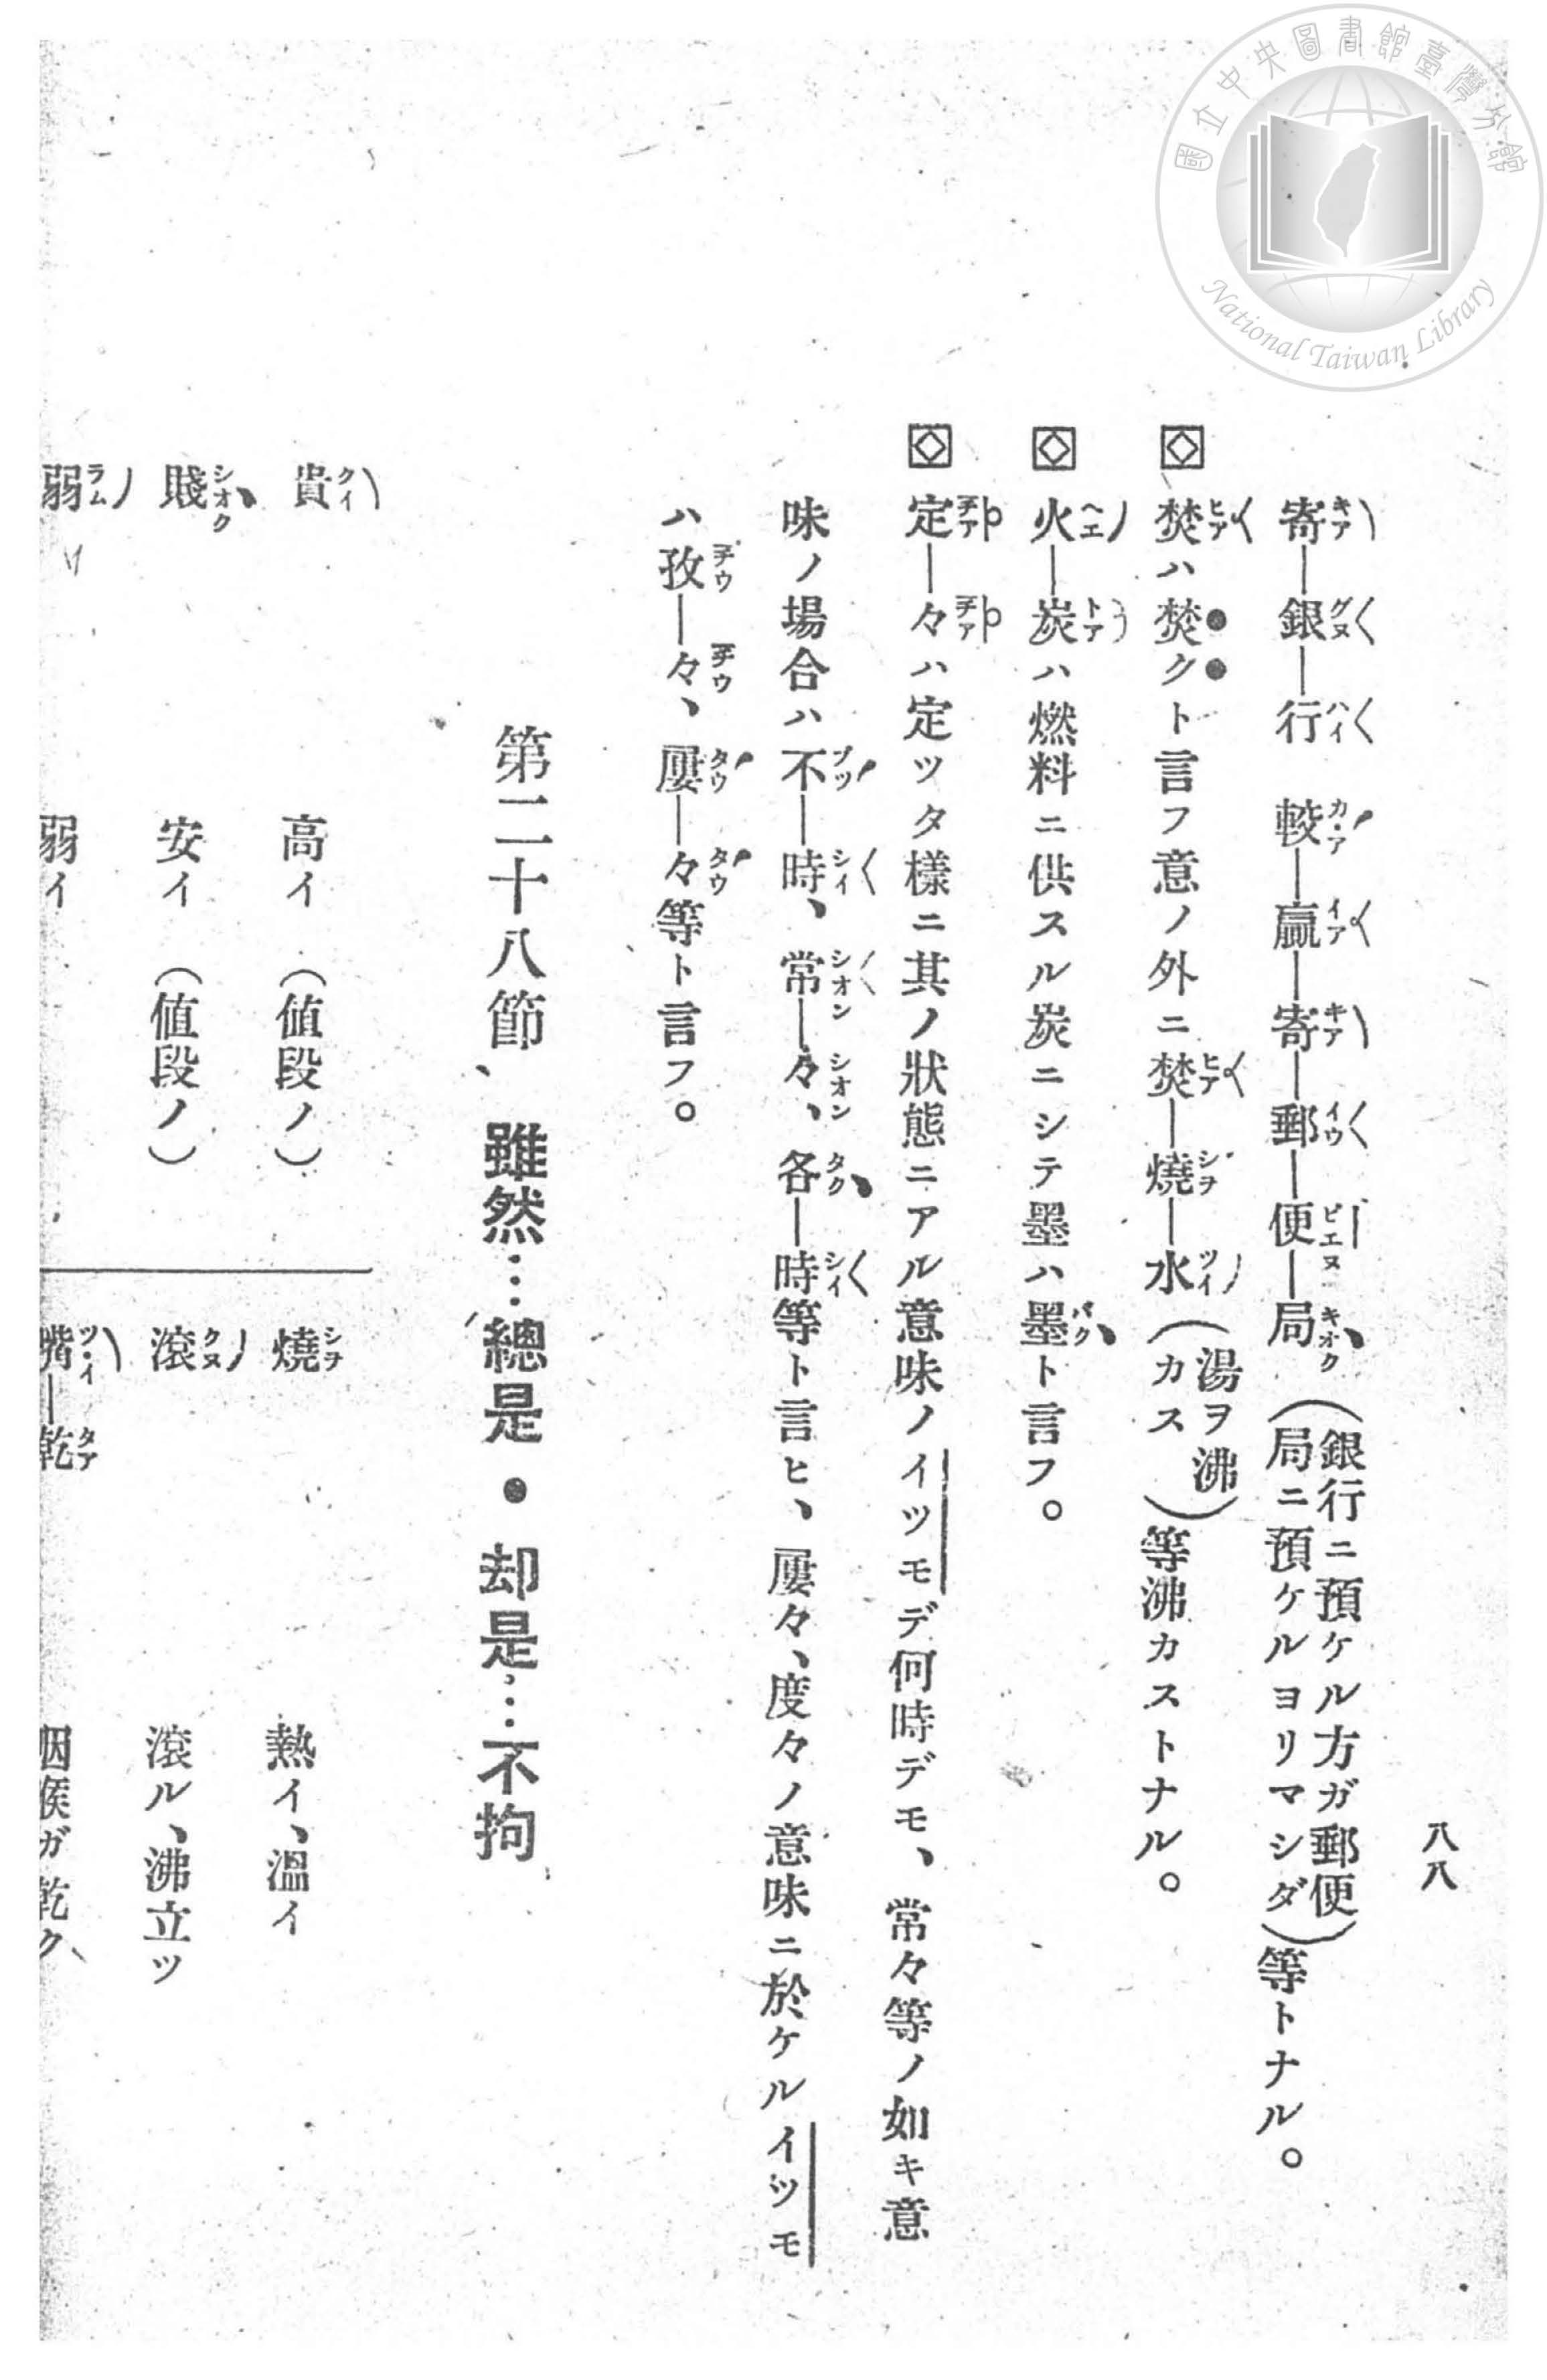 國立中央圖書館臺灣分館
National Taiwan Library
八八
寄―銀―行 較―贏―寄―郵―便―局(銀行ニ預ケル方ガ郵便局ニ預ケルヨリマシダ)等トナル。
焚ハ焚クト言フ意ノ外ニ焚―燒―水(湯ヲ沸カス)等沸カストナル。
火―炭ハ燃料ニ供スル炭ニシテ墨ハ墨ト言フ。
定―々ハ定ツタ樣ニ其ノ狀態ニアル意味ノイツモデ何時デモ、常々等ノ如キ意
味ノ場合ハ不―時、常―々、各―時等ト言ヒ、屢々、度々ノ意味ニ於ケルイツモ
ハ孜―々、屢―々等ト言フ。
第二十八節、雖然…總是・却是…不拘
貴 高イ(値段ノ)
賤 安イ(値段ノ)
弱 弱イ
燒 熱イ、溫イ
滾 滾ル、沸立ツ
嘴―乾 咽喉ガ乾ク